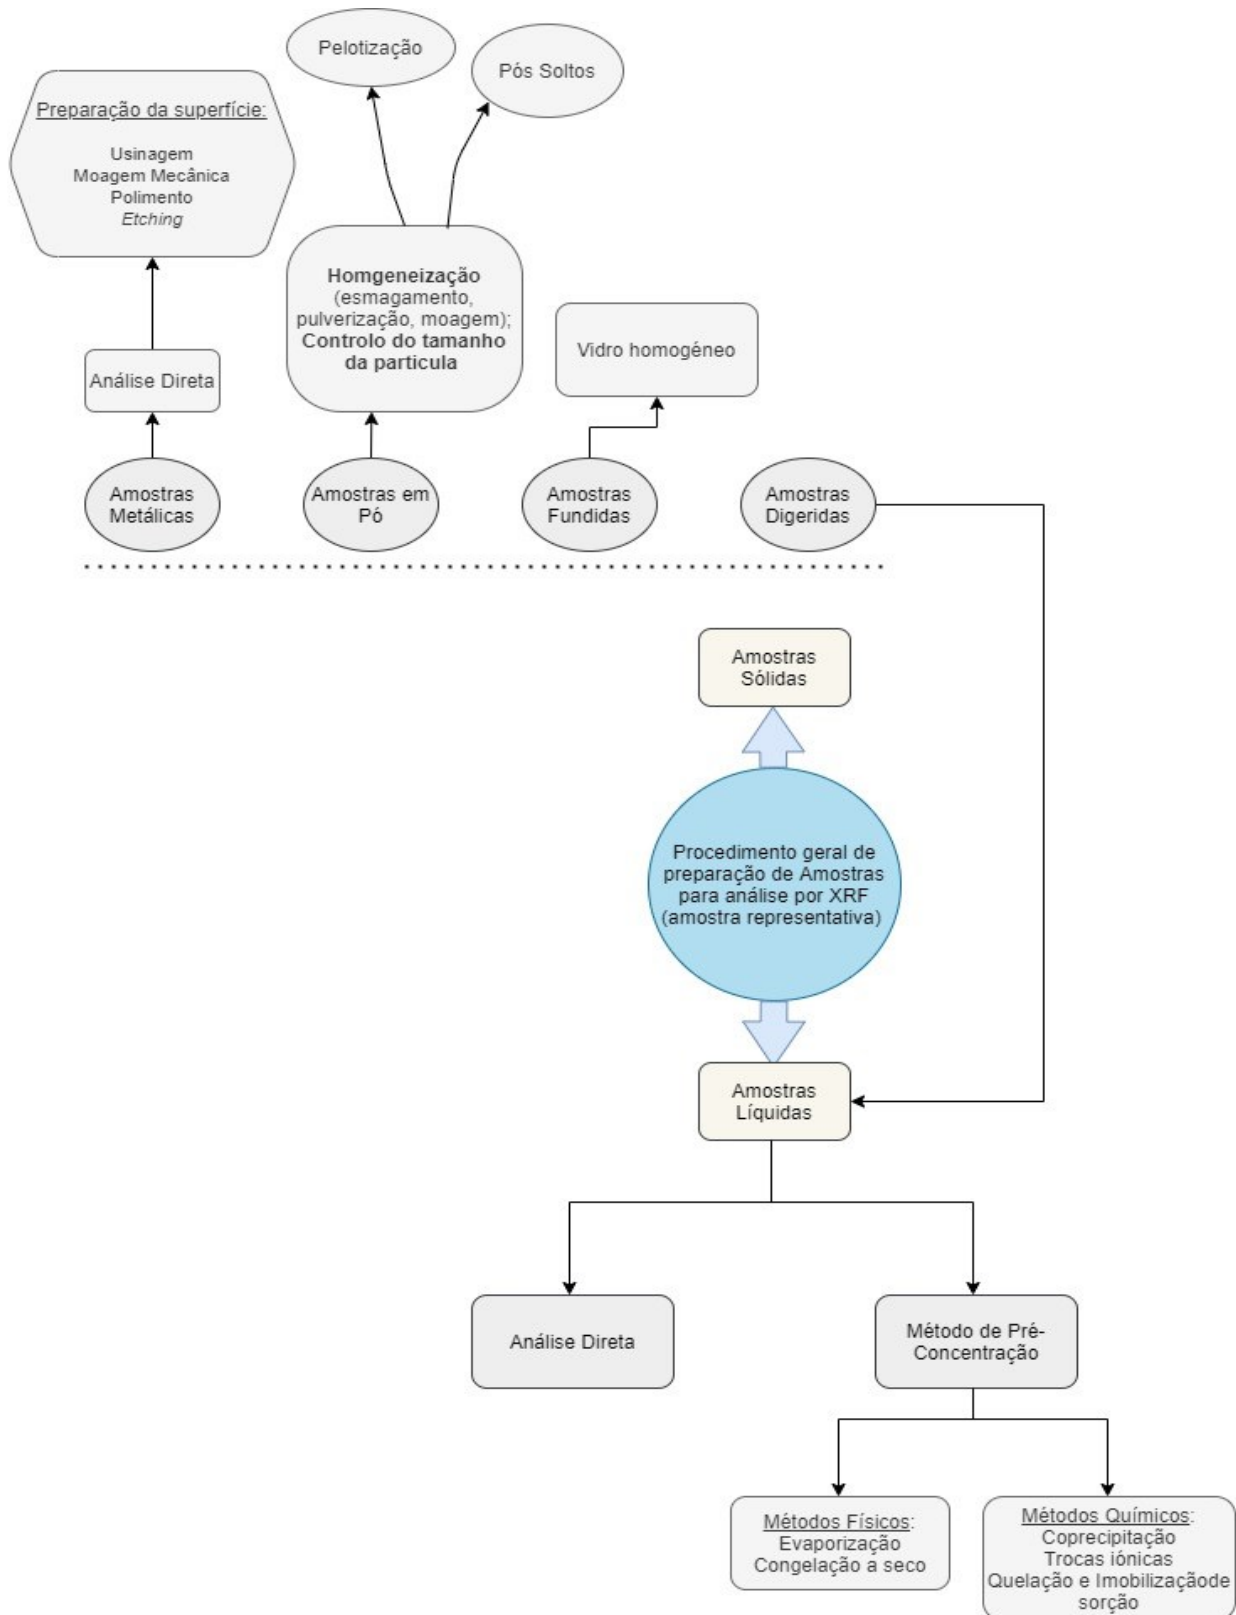 Pelotização
Pós Soltos
Preparação da superfície:
Usinagem
Moagem Mecânica
Polimento
Etching
Homgeneização
(esmagamento,
pulverização, moagem);
Controlo do tamanho
da particula
Vidro homogéneo
Análise Direta
Amostras
Metálicas
Amostras em
Pó
Amostras
Fundidas
Amostras
Digeridas
Amostras
Sólidas
Procedimento geral de
preparação de Amostras
para análise por XRF
(amostra representativa)
Amostras
Líquidas
Análise Direta
Método de Pré-
Concentração
Métodos Físicos:
Evaporização
Congelação a seco
Métodos Químicos:
Coprecipitação
Trocas iónicas
Quelação e Imobilizaçãode
sorção